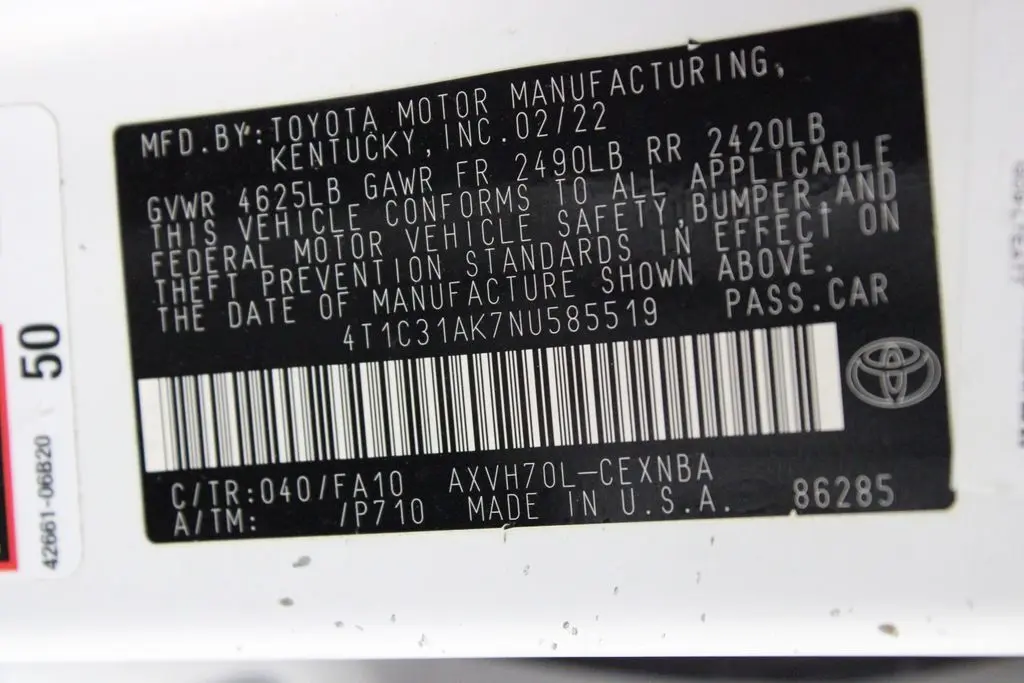 MFD.BY:TOYOTA MOTOR MANUFACTURING,
KENTUCKY,INC.02/22
GVWR 4625LB GAWR FR 2490LB RR 2420LB
THIS VEHICLE CONFORMS TO ALL APPLICABLE
FEDERAL MOTOR VEHICLE SAFETY,BUMPER,AND
THEFT PREVENTION STANDARDS IN EFFECT ON
THE DATE OF MANUFACTURE SHOWN ABOVE.
4T1C31AK7NU585519 PASS.CAR
C/TR:040/FA10 AXVH70L-CEXNBA
A/TM: /P710 MADE IN U.S.A. 86285
50
42661-06B20